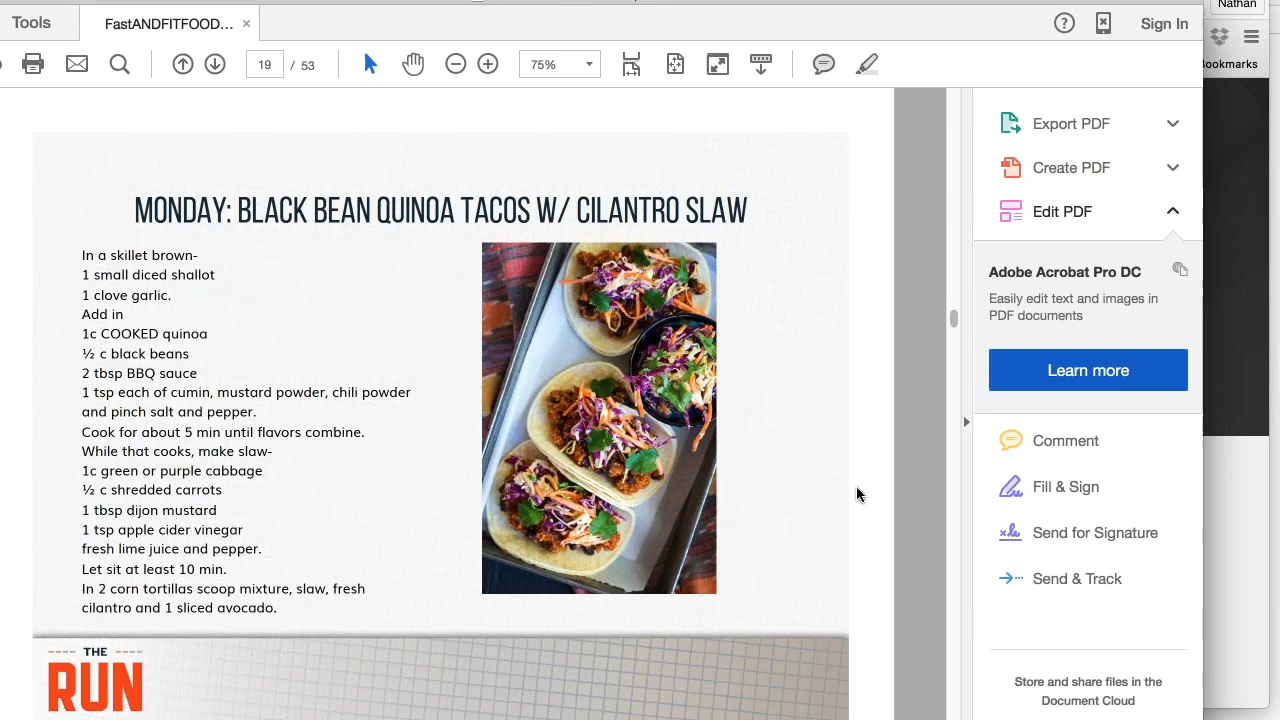 Nathan
Tools
FastANDFITFOOD...
Sign In
19 / 53
75%
Bookmarks
Export PDF
Create PDF
Edit PDF
Adobe Acrobat Pro DC
Easily edit text and images in
PDF documents
Learn more
Comment
Fill & Sign
Send for Signature
Send & Track
Store and share files in the
Document Cloud
MONDAY: BLACK BEAN QUINOA TACOS W/ CILANTRO SLAW
In a skillet brown-
1 small diced shallot
1 clove garlic.
Add in
1c COOKED quinoa
½ c black beans
2 tbsp BBQ sauce
1 tsp each of cumin, mustard powder, chili powder
and pinch salt and pepper.
Cook for about 5 min until flavors combine.
While that cooks, make slaw-
1c green or purple cabbage
½ c shredded carrots
1 tbsp dijon mustard
1 tsp apple cider vinegar
fresh lime juice and pepper.
Let sit at least 10 min.
In 2 corn tortillas scoop mixture, slaw, fresh
cilantro and 1 sliced avocado.
THE
RUN